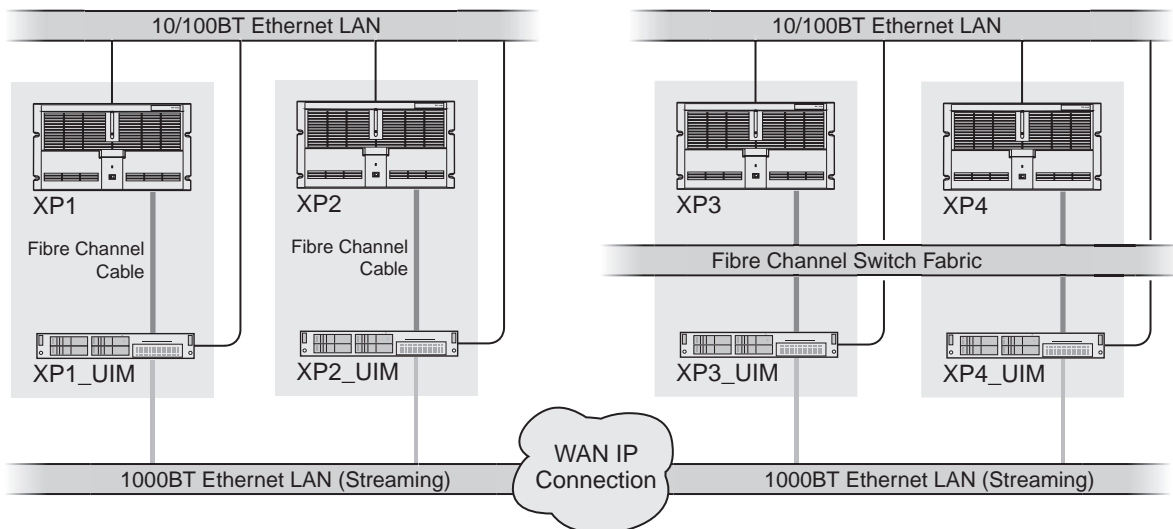 10/100BT Ethernet LAN
10/100BT Ethernet LAN
XP1
XP2
XP3
XP4
Fibre Channel
Cable
Fibre Channel
Cable
Fibre Channel Switch Fabric
XP1_UIM
XP2_UIM
XP3_UIM
XP4_UIM
WAN IP
Connection
1000BT Ethernet LAN (Streaming)
1000BT Ethernet LAN (Streaming)